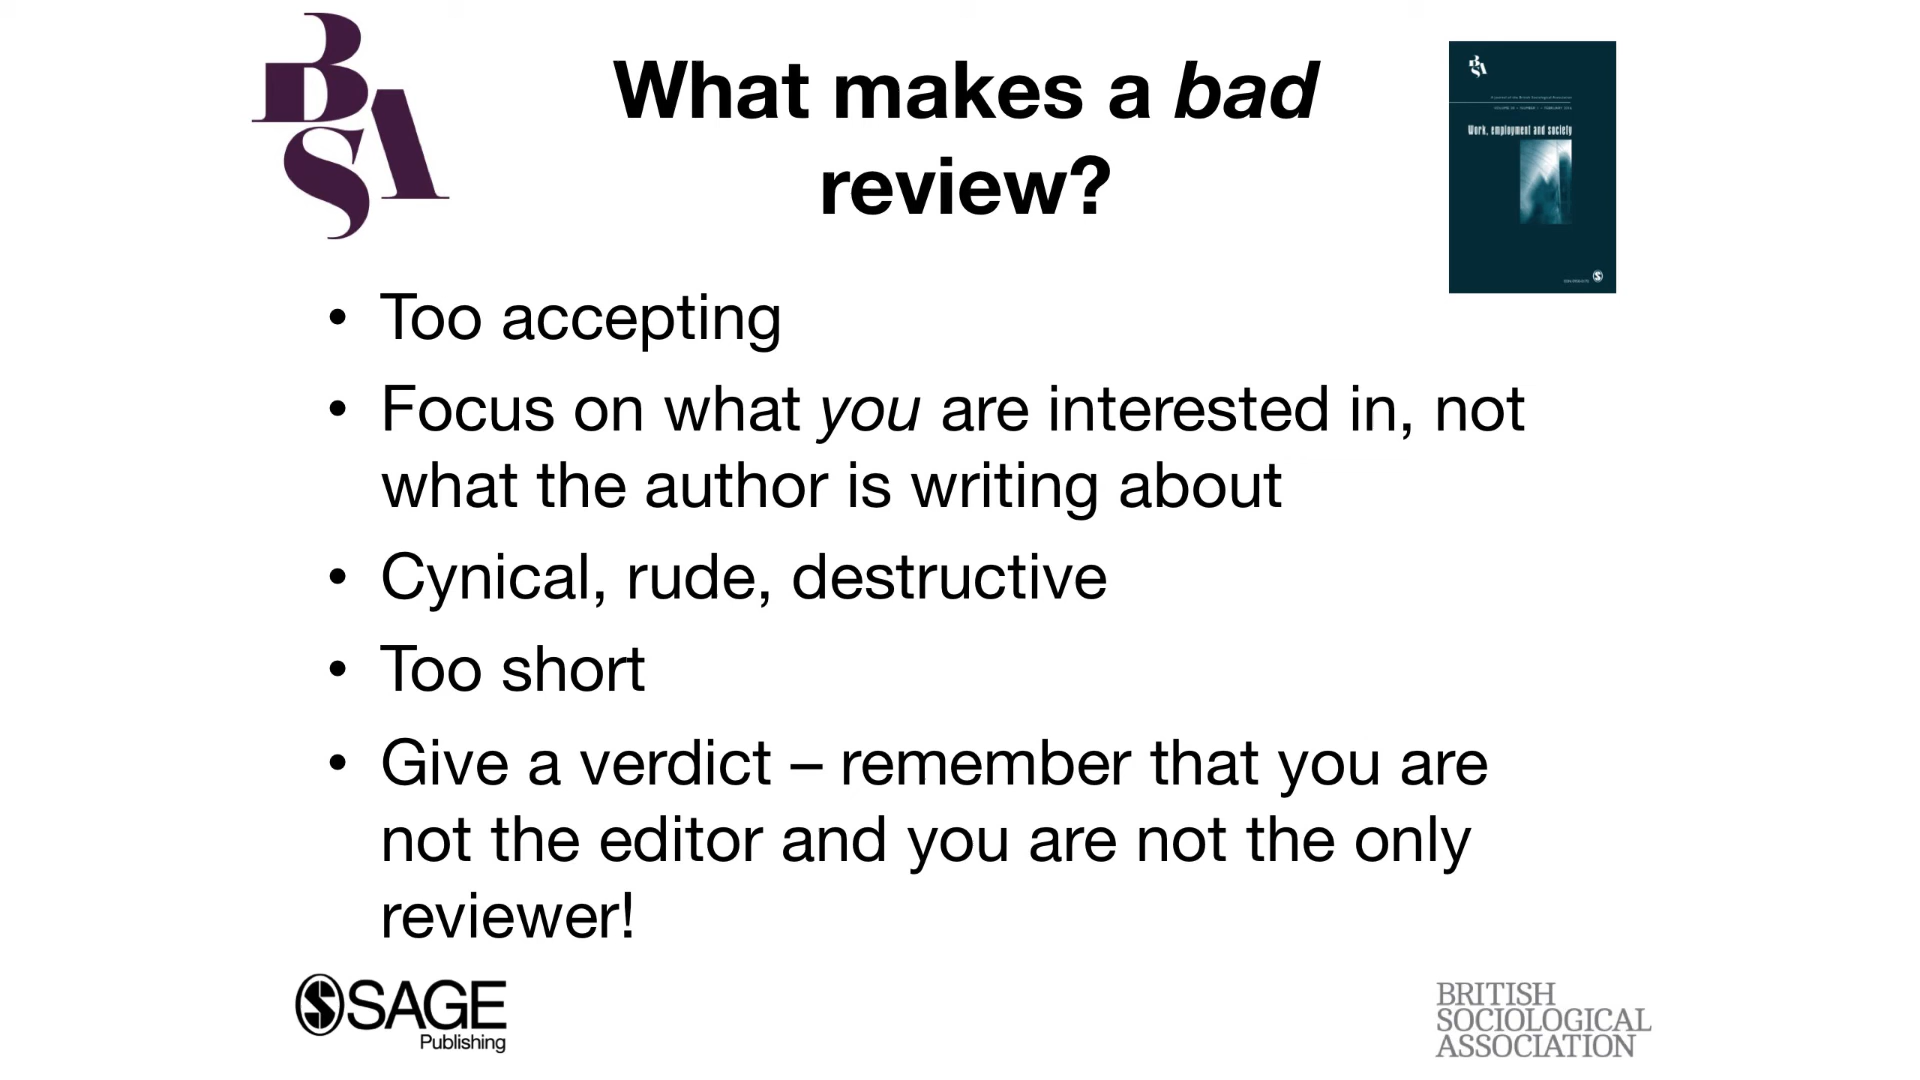 BSA
What makes a bad
review?
Work, employment and society
• Too accepting
• Focus on what you are interested in, not
what the author is writing about
• Cynical, rude, destructive
• Too short
• Give a verdict – remember that you are
not the editor and you are not the only
reviewer!
SAGE
Publishing
BRITISH
SOCIOLOGICAL
ASSOCIATION